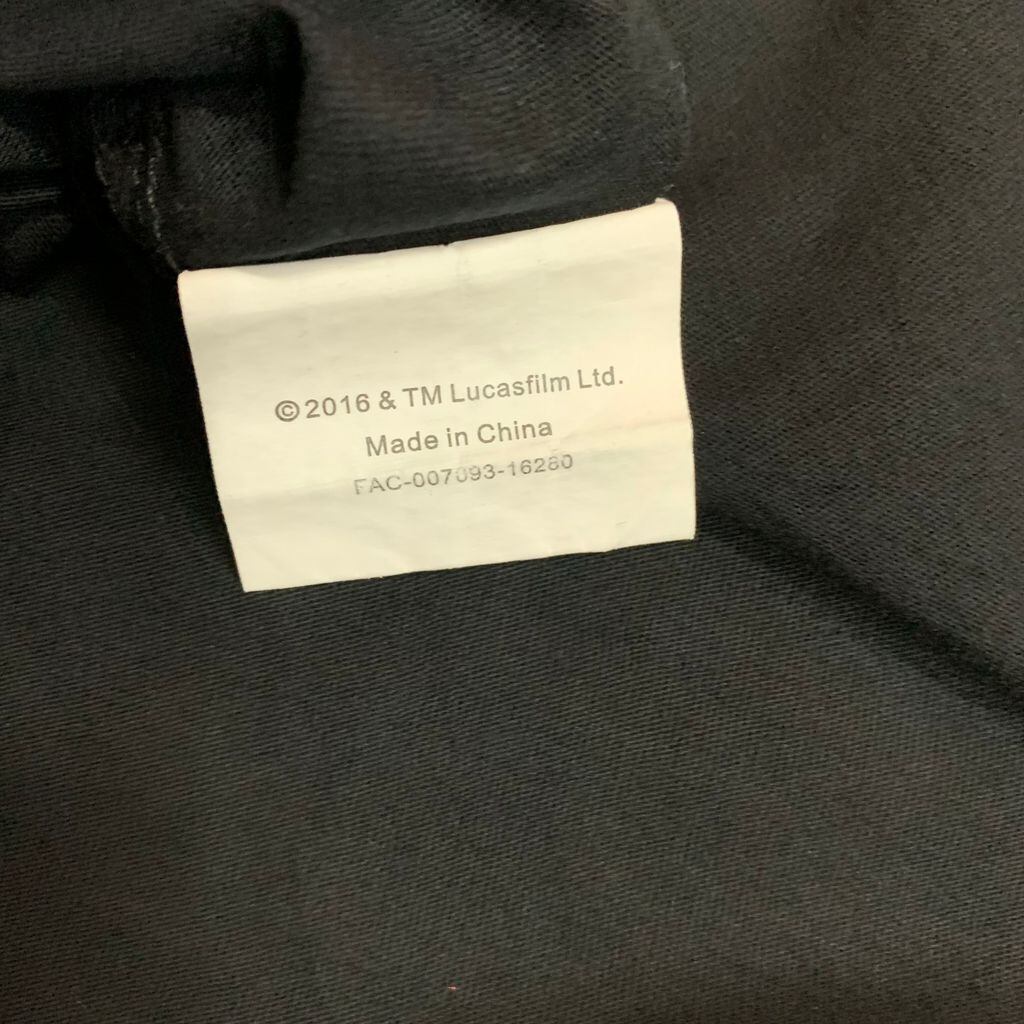 ©2016 & TM Lucasfilm Ltd.
Made in China
FAC-007093-16280